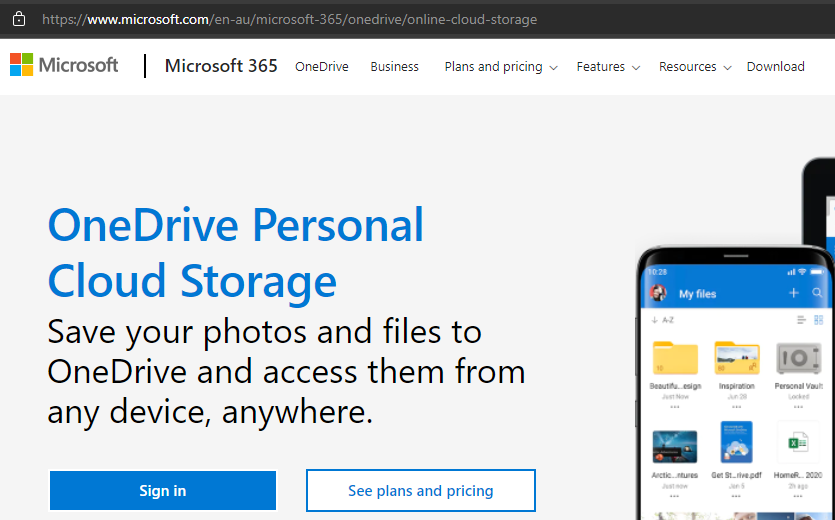 https://www.microsoft.com/en-au/microsoft-365/onedrive/online-cloud-storage
Microsoft | Microsoft 365 OneDrive Business Plans and pricing Features Resources Download
OneDrive Personal
Cloud Storage
Save your photos and files to
OneDrive and access them from
any device, anywhere.
Sign in See plans and pricing
10:28
My files
A-Z
Beautifu...esign Inspiration Personal Vault
Just Now Jun 20 Locked
Arctic...ntures Get St...rive.pdf HomeR... 2020
Just now Jan 5 2h ago